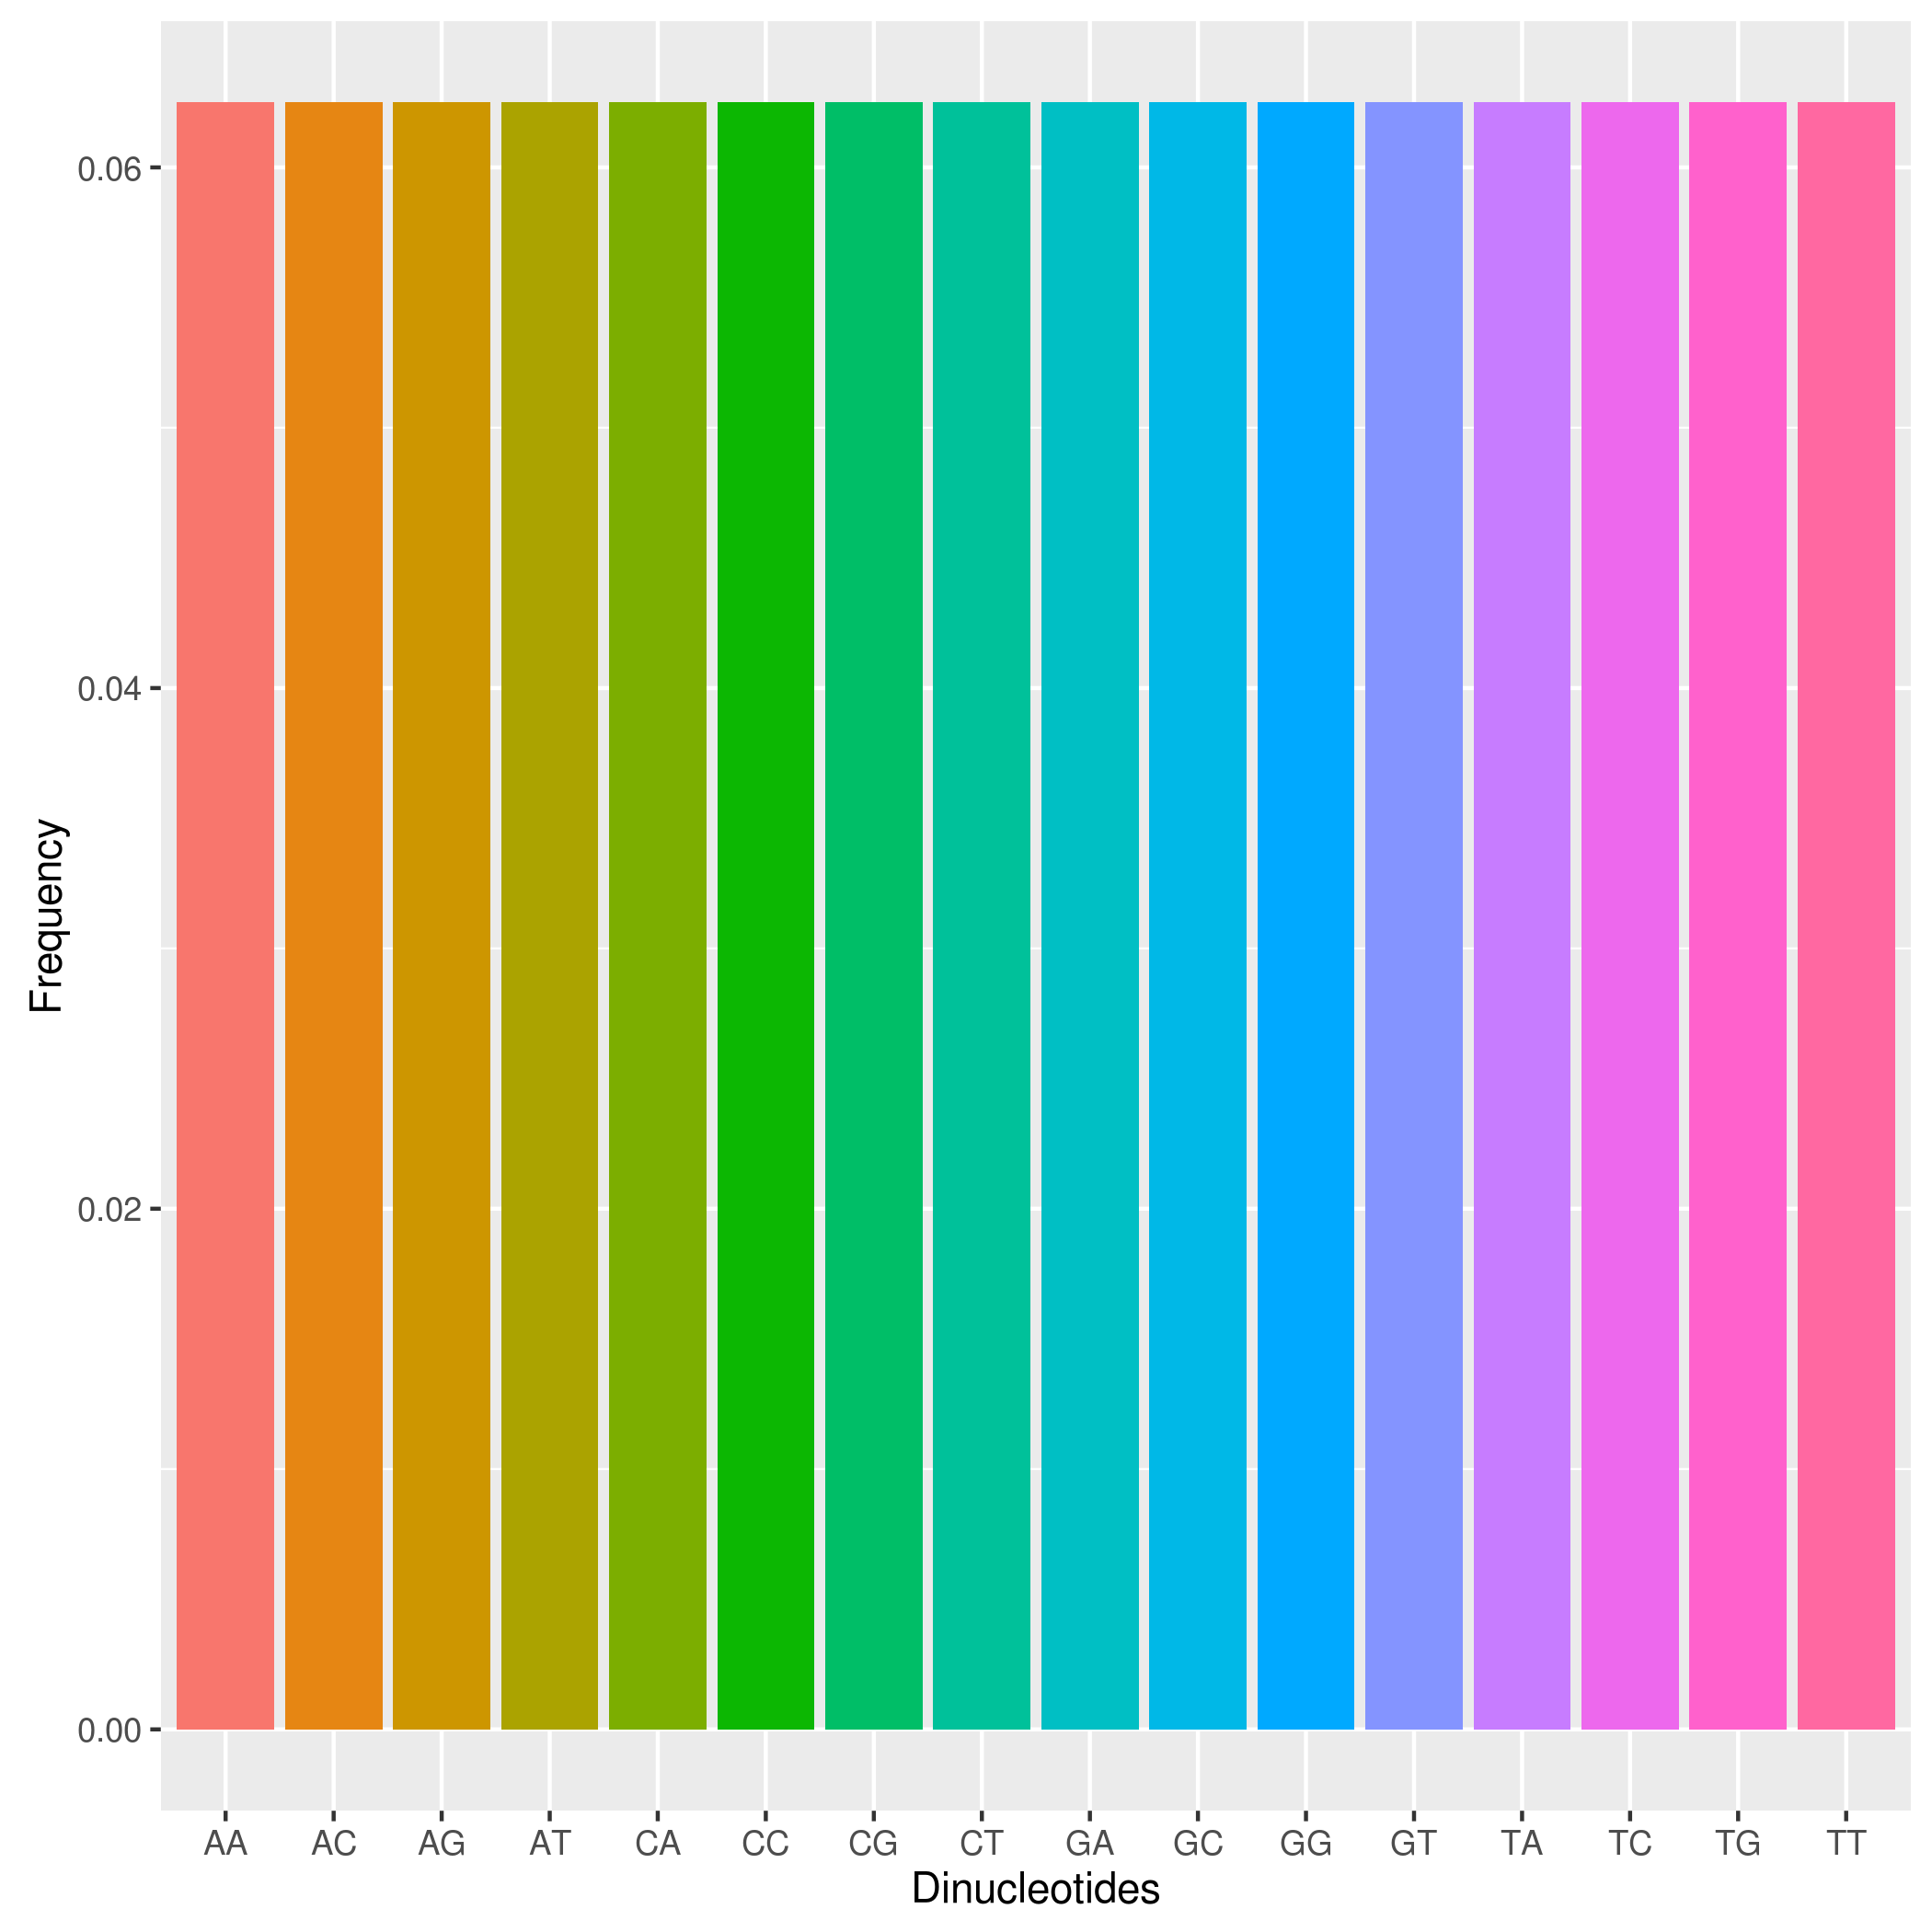 0.06
0.04
0.02
0.00
Frequency
AA AC AG AT CA CC CG CT GA GC GG GT TA TC TG TT
Dinucleotides